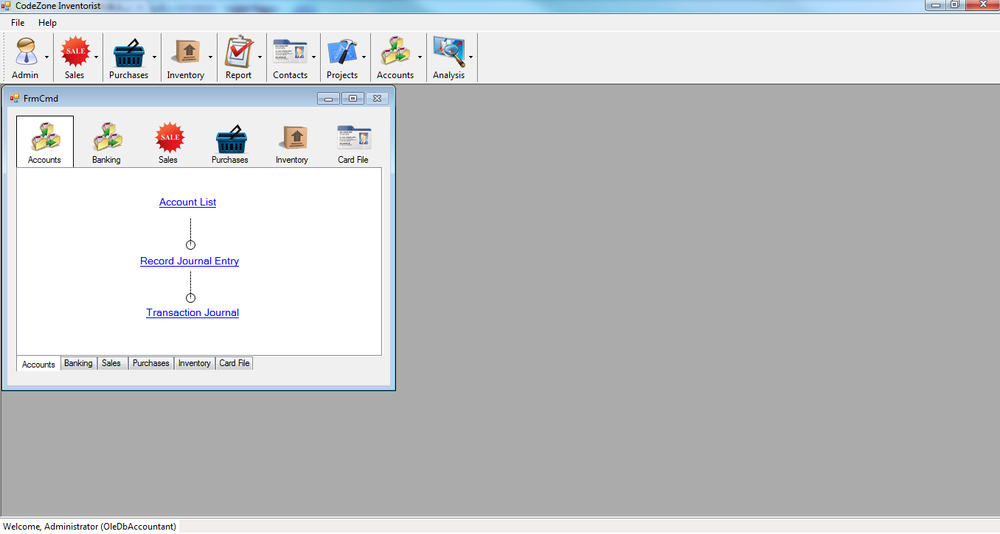 CodeZone Inventorist
File Help
Admin Sales Purchases Inventory Report Contacts Projects Accounts Analysis
FrmCmd
Accounts Banking Sales Purchases Inventory Card File
Account List
Record Journal Entry
Transaction Journal
Accounts Banking Sales Purchases Inventory Card File
Welcome, Administrator (OleDbAccountant)